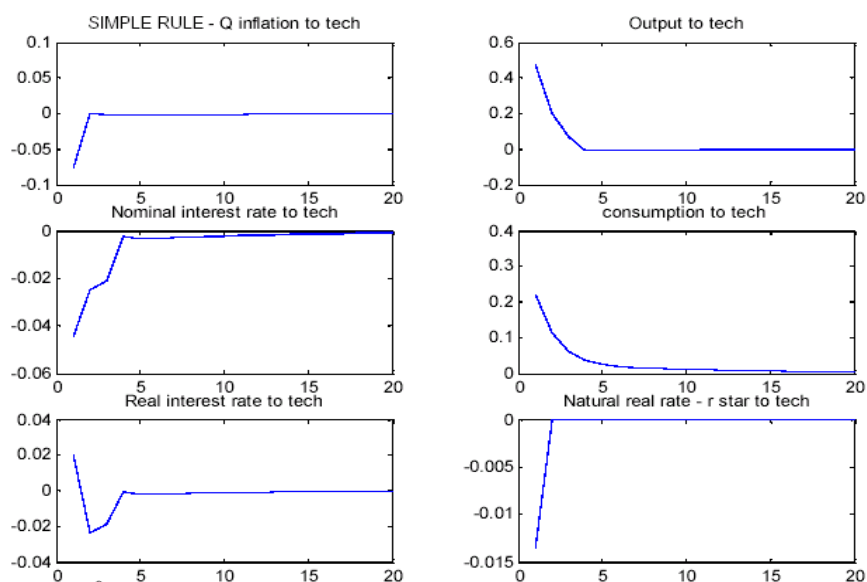 SIMPLE RULE - Q inflation to tech
0.1
0.05
0
-0.05
-0.1
0 5 10 15 20
Output to tech
0.6
0.4
0.2
0
-0.2
0 5 10 15 20
Nominal interest rate to tech
0
-0.02
-0.04
-0.06
0 5 10 15 20
consumption to tech
0.4
0.3
0.2
0.1
0
0 5 10 15 20
Real interest rate to tech
0.04
0.02
0
-0.02
-0.04
0 5 10 15 20
Natural real rate - r star to tech
0
-0.005
-0.01
-0.015
0 5 10 15 20